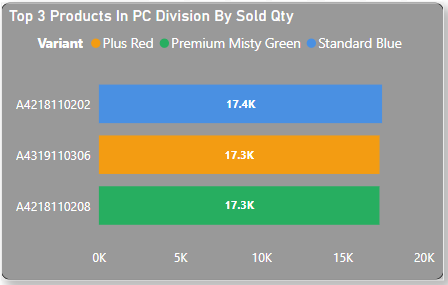 Top 3 Products In PC Division By Sold Qty
Variant Plus Red Premium Misty Green Standard Blue
A4218110202 17.4K
A4319110306 17.3K
A4218110208 17.3K
0K 5K 10K 15K 20K